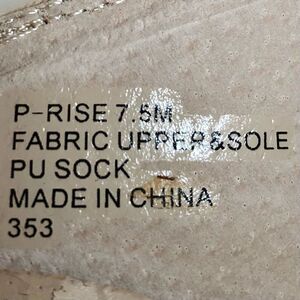 P-RISE 7.5M
FABRIC UPPER&SOLE
PU SOCK
MADE IN CHINA
353